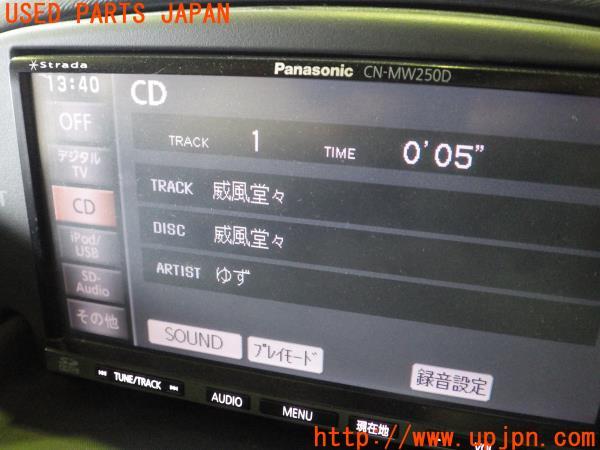 USED PARTS JAPAN
Strada
Panasonic CN-MW250D
13:40
CD
OFF
TRACK 1 TIME 0'05"
デジタル
TV
TRACK 威風堂々
CD
DISC 威風堂々
iPod/
USB
ARTIST ゆず
SD-
Audio
その他
SOUND プレイモード 録音設定
TUNE/TRACK AUDIO MENU 現在地
http://www.upjpn.com/